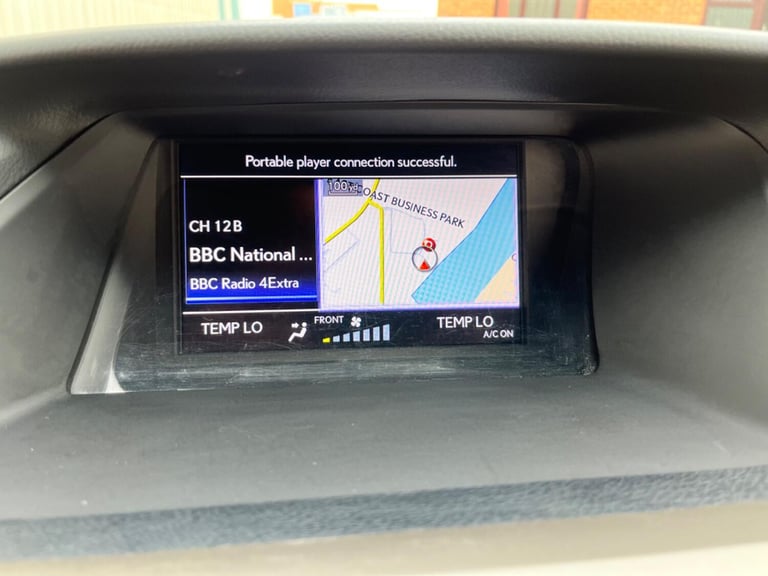 Portable player connection successful.
100yd
OAST BUSINESS PARK
CH 12B
BBC National ...
BBC Radio 4Extra
TEMP LO
FRONT
TEMP LO
A/C ON